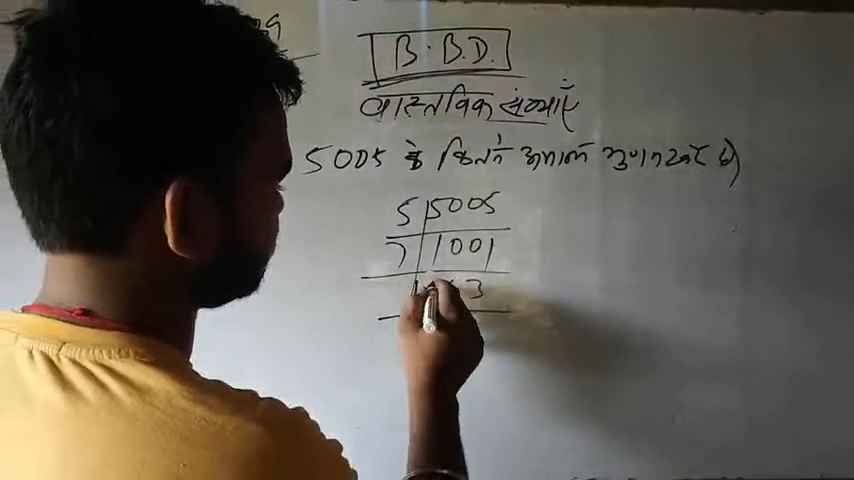 B.B.D
वास्तविक संख्याएँ
5005 के कितने अभाज्य गुणनखंड
5 5005
7 1001
3